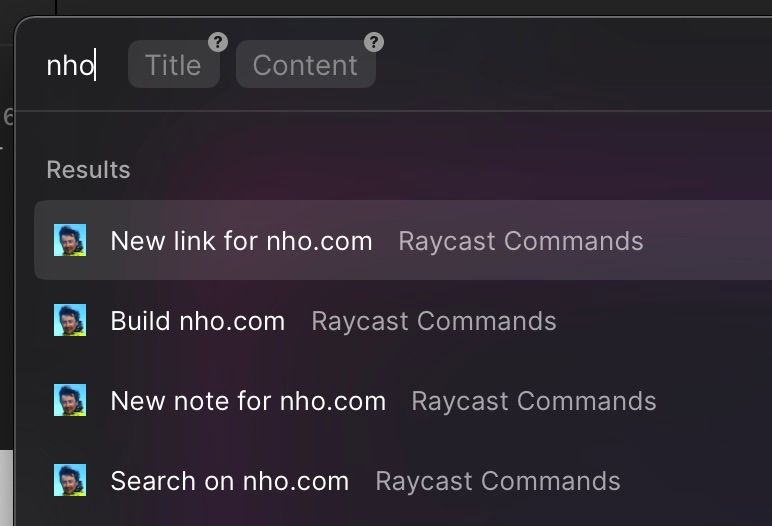 nho Title ? Content ?
Results
New link for nho.com Raycast Commands
Build nho.com Raycast Commands
New note for nho.com Raycast Commands
Search on nho.com Raycast Commands